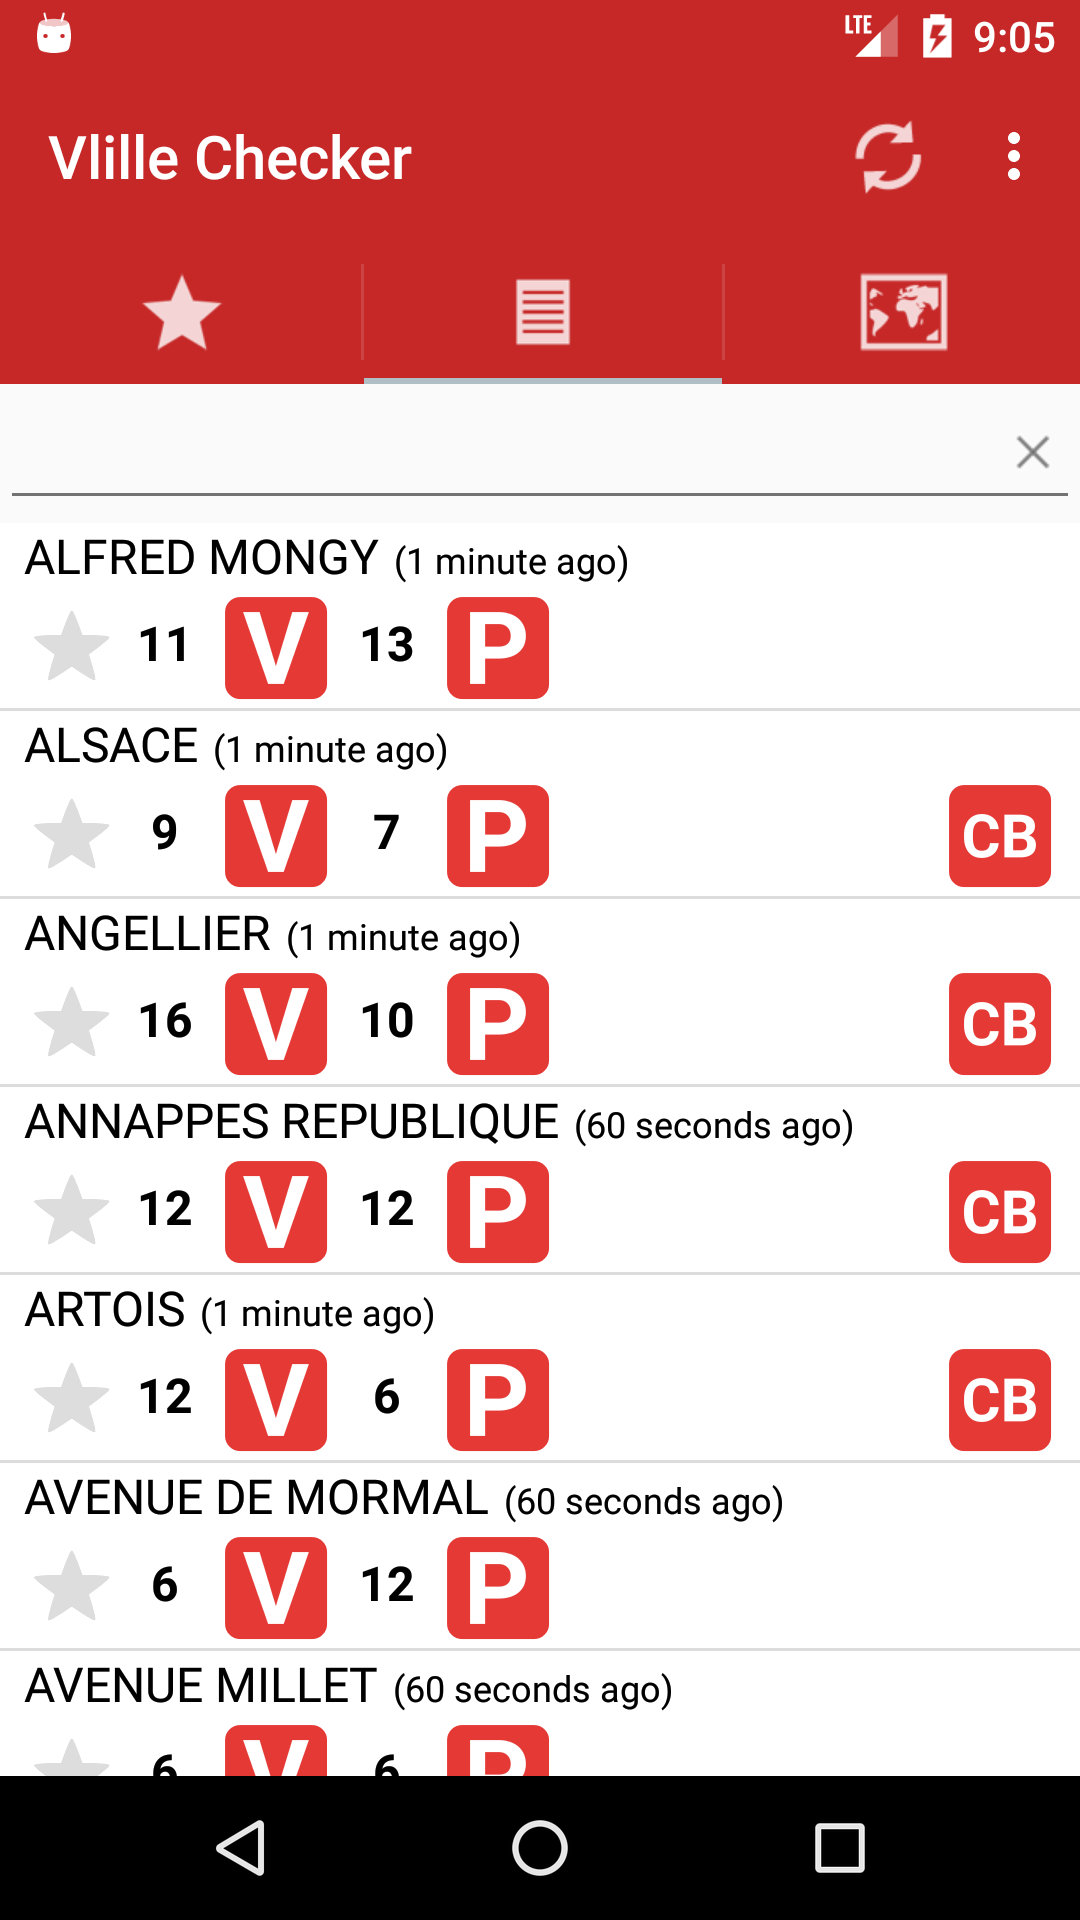 LTE 9:05
Vlille Checker
ALFRED MONGY (1 minute ago)
11 V 13 P
ALSACE (1 minute ago)
9 V 7 P CB
ANGELLIER (1 minute ago)
16 V 10 P CB
ANNAPPES REPUBLIQUE (60 seconds ago)
12 V 12 P CB
ARTOIS (1 minute ago)
12 V 6 P CB
AVENUE DE MORMAL (60 seconds ago)
6 V 12 P
AVENUE MILLET (60 seconds ago)
6 V 6 P